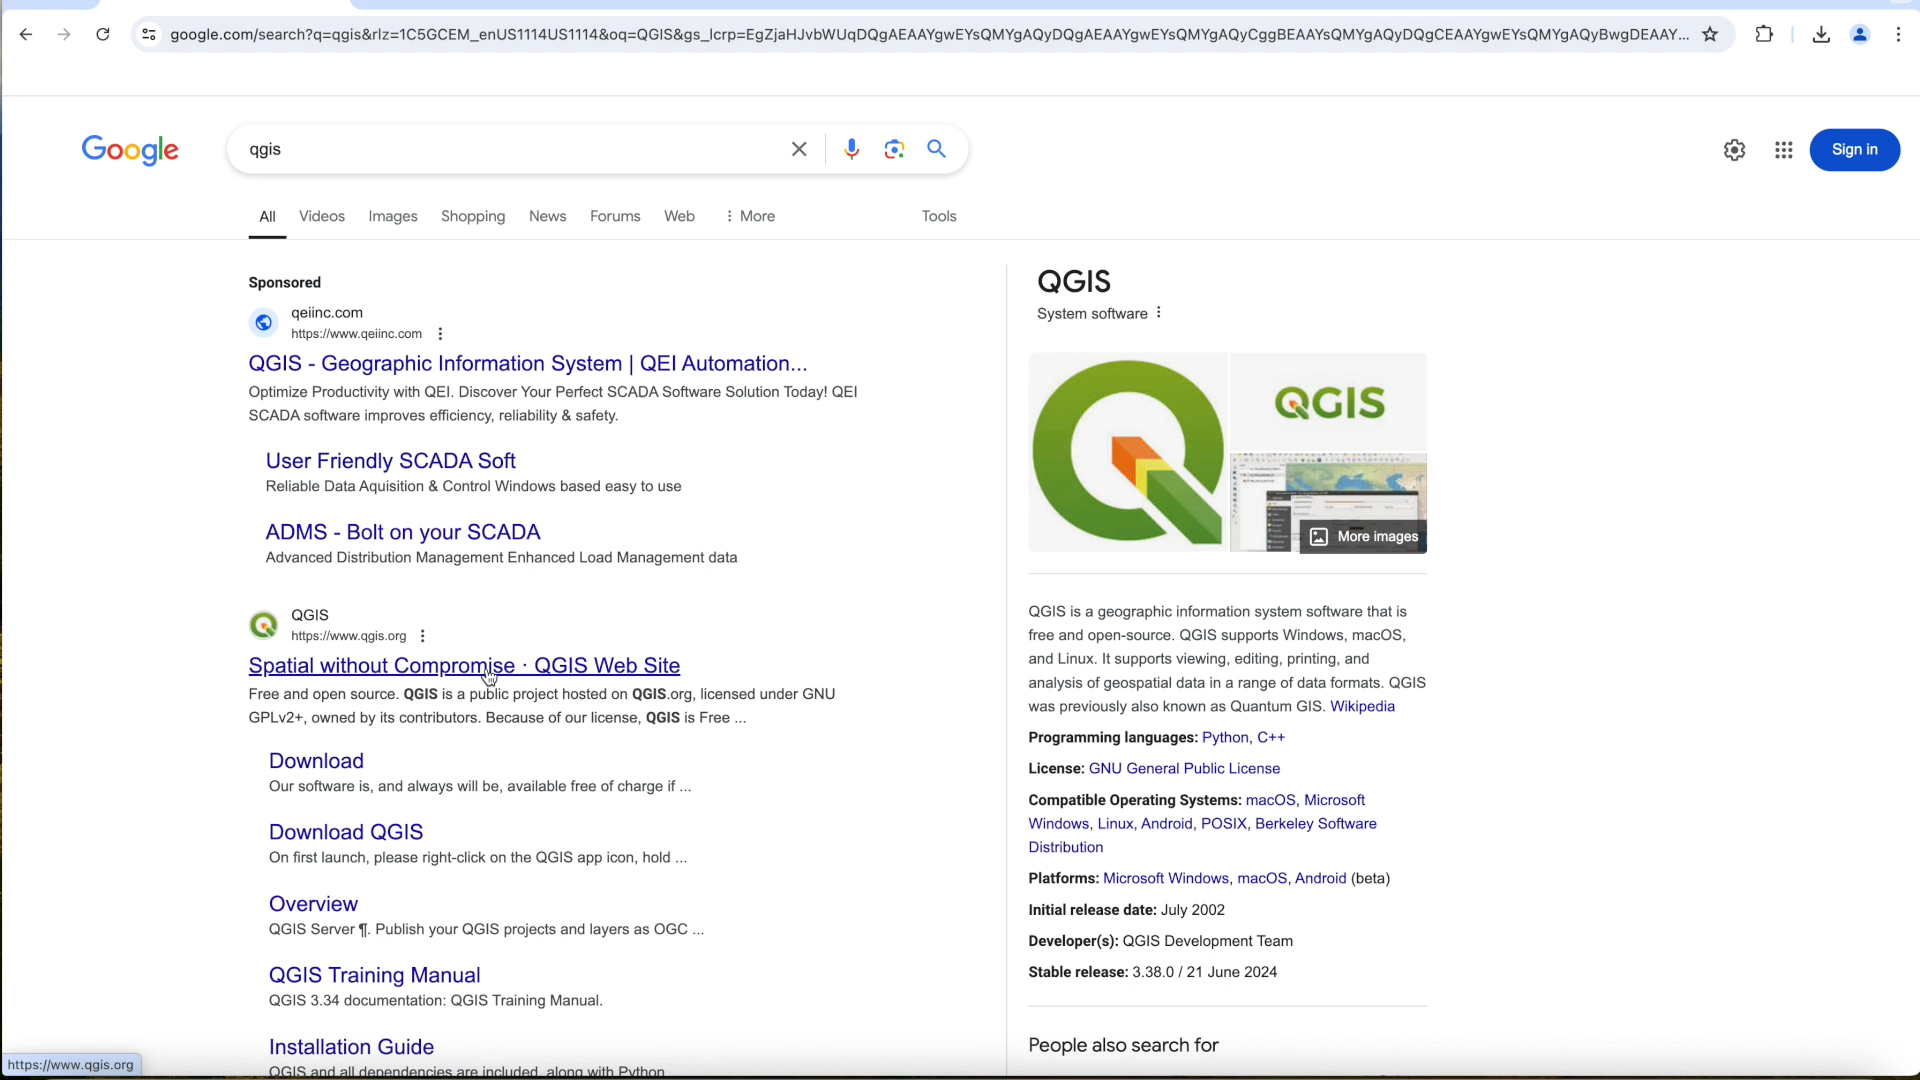 google.com/search?q=qgis&rlz=1C5GCEM_enUS1114US1114&oq=QGIS&gs_lcrp=EgZjaHJvbWUqDQgAEAAYgwEYsQMYgAQyDQgAEAAYgwEYsQMYgAQyCggBEAAYsQMYgAQyDQgCEAAYgwEYsQMYgAQyBwgDEAAY...
Google
qgis
Sign in
All Videos Images Shopping News Forums Web More Tools
Sponsored
qeiinc.com
https://www.qeiinc.com
QGIS - Geographic Information System | QEI Automation...
Optimize Productivity with QEI. Discover Your Perfect SCADA Software Solution Today! QEI
SCADA software improves efficiency, reliability & safety.
User Friendly SCADA Soft
Reliable Data Aquisition & Control Windows based easy to use
ADMS - Bolt on your SCADA
Advanced Distribution Management Enhanced Load Management data
QGIS
https://www.qgis.org
Spatial without Compromise · QGIS Web Site
Free and open source. QGIS is a public project hosted on QGIS.org, licensed under GNU
GPLv2+, owned by its contributors. Because of our license, QGIS is Free ...
Download
Our software is, and always will be, available free of charge if ...
Download QGIS
On first launch, please right-click on the QGIS app icon, hold ...
Overview
QGIS Server ¶. Publish your QGIS projects and layers as OGC ...
QGIS Training Manual
QGIS 3.34 documentation: QGIS Training Manual.
Installation Guide
QGIS and all dependencies are included, along with Python
https://www.qgis.org
QGIS
System software
QGIS
More images
QGIS is a geographic information system software that is
free and open-source. QGIS supports Windows, macOS,
and Linux. It supports viewing, editing, printing, and
analysis of geospatial data in a range of data formats. QGIS
was previously also known as Quantum GIS. Wikipedia
Programming languages: Python, C++
License: GNU General Public License
Compatible Operating Systems: macOS, Microsoft
Windows, Linux, Android, POSIX, Berkeley Software
Distribution
Platforms: Microsoft Windows, macOS, Android (beta)
Initial release date: July 2002
Developer(s): QGIS Development Team
Stable release: 3.38.0 / 21 June 2024
People also search for